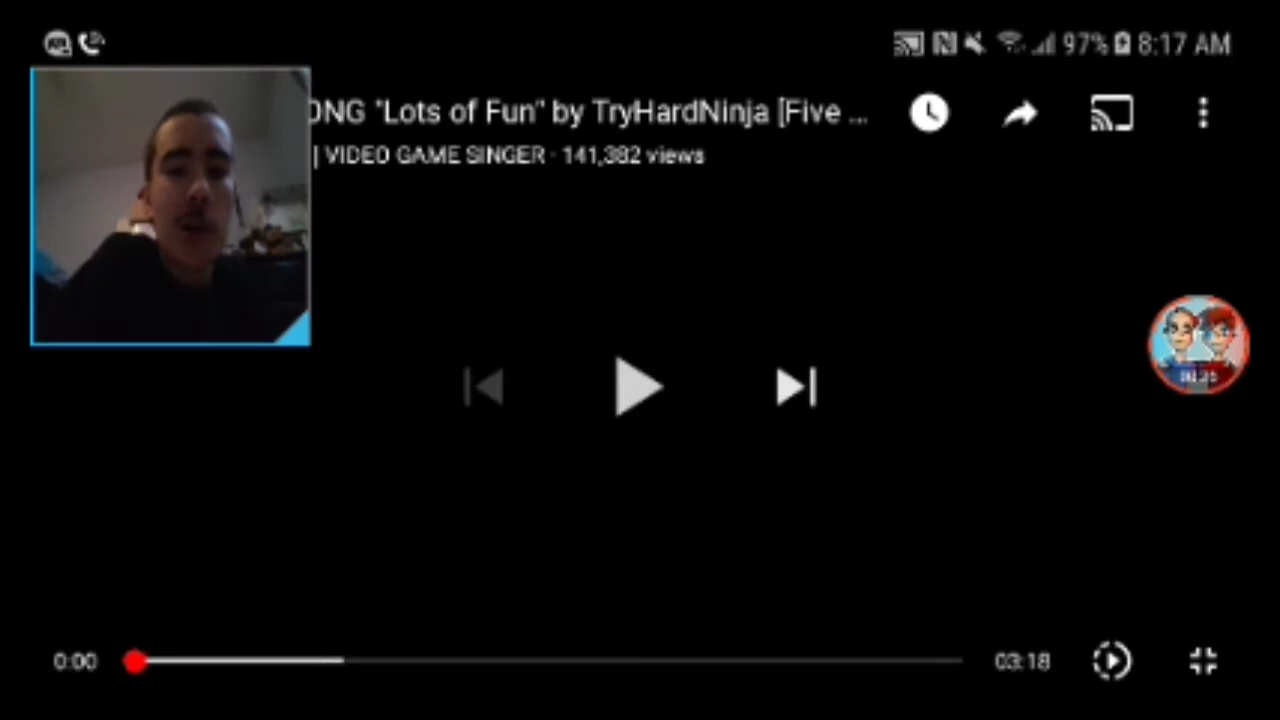 97% 8:17 AM
ONG "Lots of Fun" by TryHardNinja [Five ...
| VIDEO GAME SINGER · 141,382 views
0:00
03:18